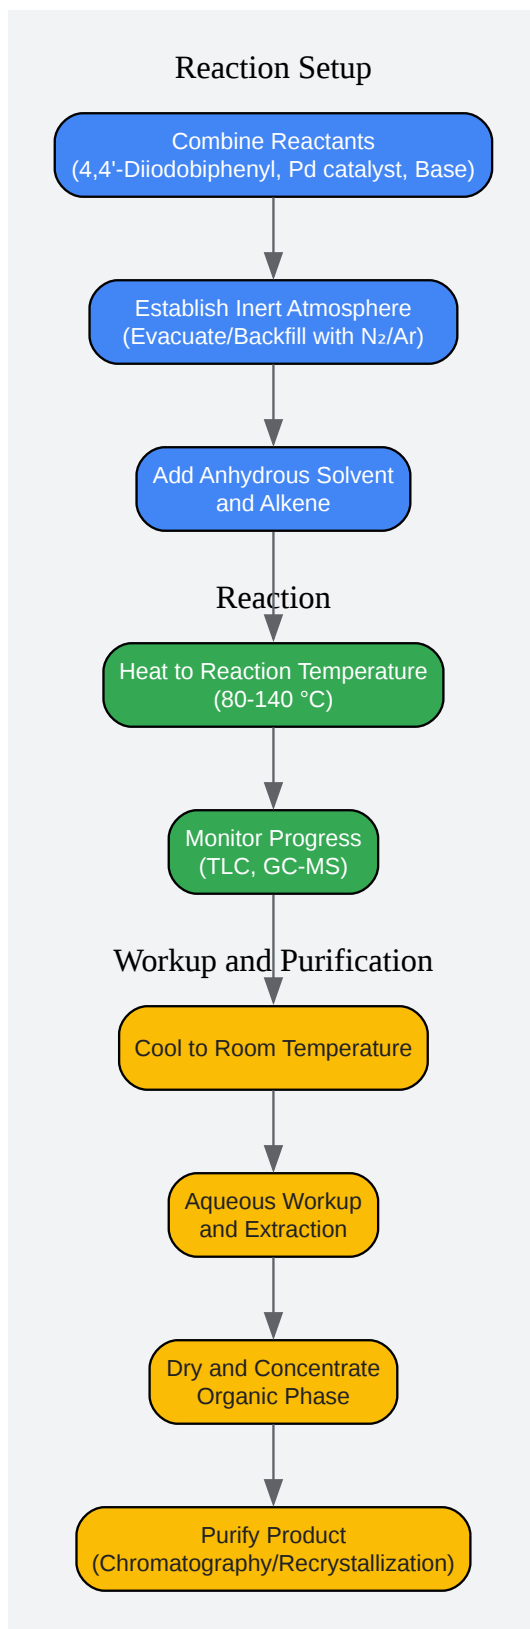 Reaction Setup
Combine Reactants
(4,4'-Diiodobiphenyl, Pd catalyst, Base)
Establish Inert Atmosphere
(Evacuate/Backfill with N₂/Ar)
Add Anhydrous Solvent
and Alkene
Reaction
Heat to Reaction Temperature
(80-140 °C)
Monitor Progress
(TLC, GC-MS)
Workup and Purification
Cool to Room Temperature
Aqueous Workup
and Extraction
Dry and Concentrate
Organic Phase
Purify Product
(Chromatography/Recrystallization)